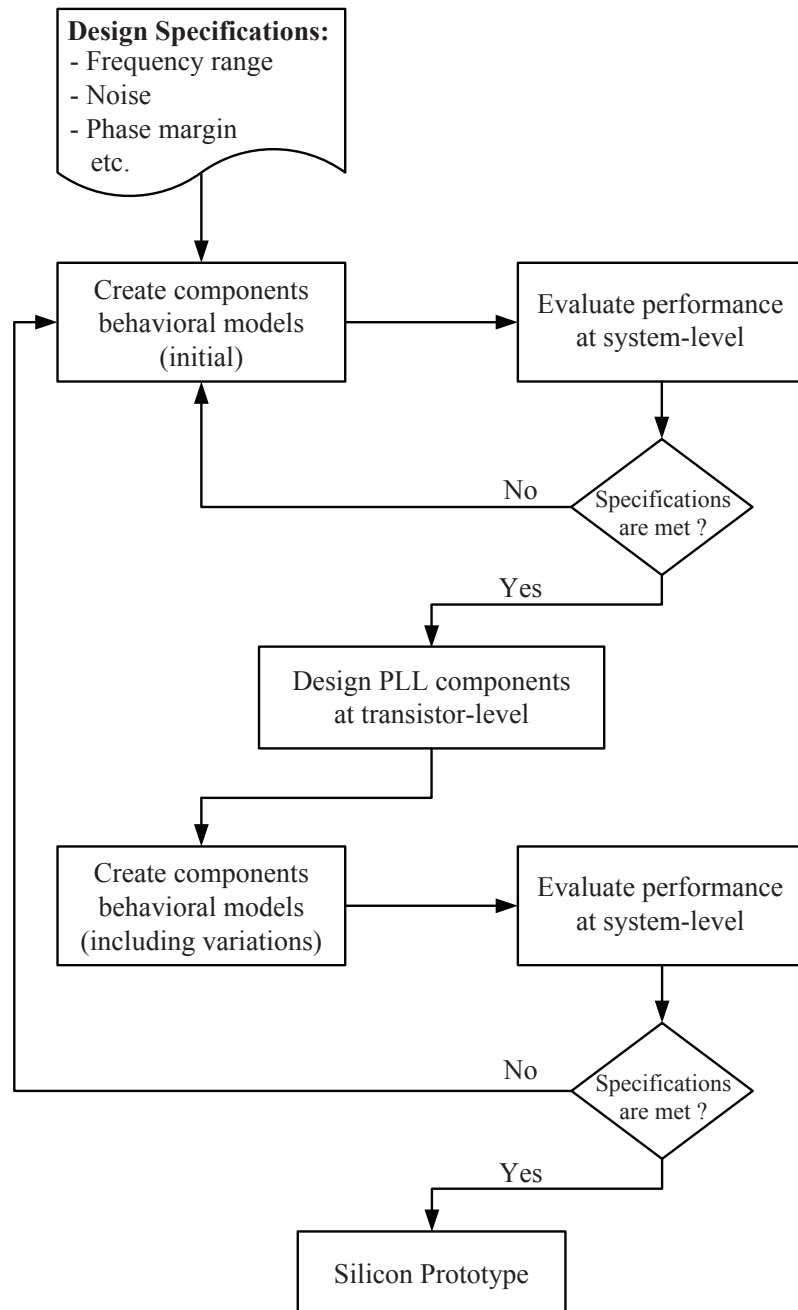 Design Specifications:
- Frequency range
- Noise
- Phase margin
etc.
Create components
behavioral models
(initial)
Evaluate performance
at system-level
No
Specifications
are met ?
Yes
Design PLL components
at transistor-level
Create components
behavioral models
(including variations)
Evaluate performance
at system-level
No
Specifications
are met ?
Yes
Silicon Prototype